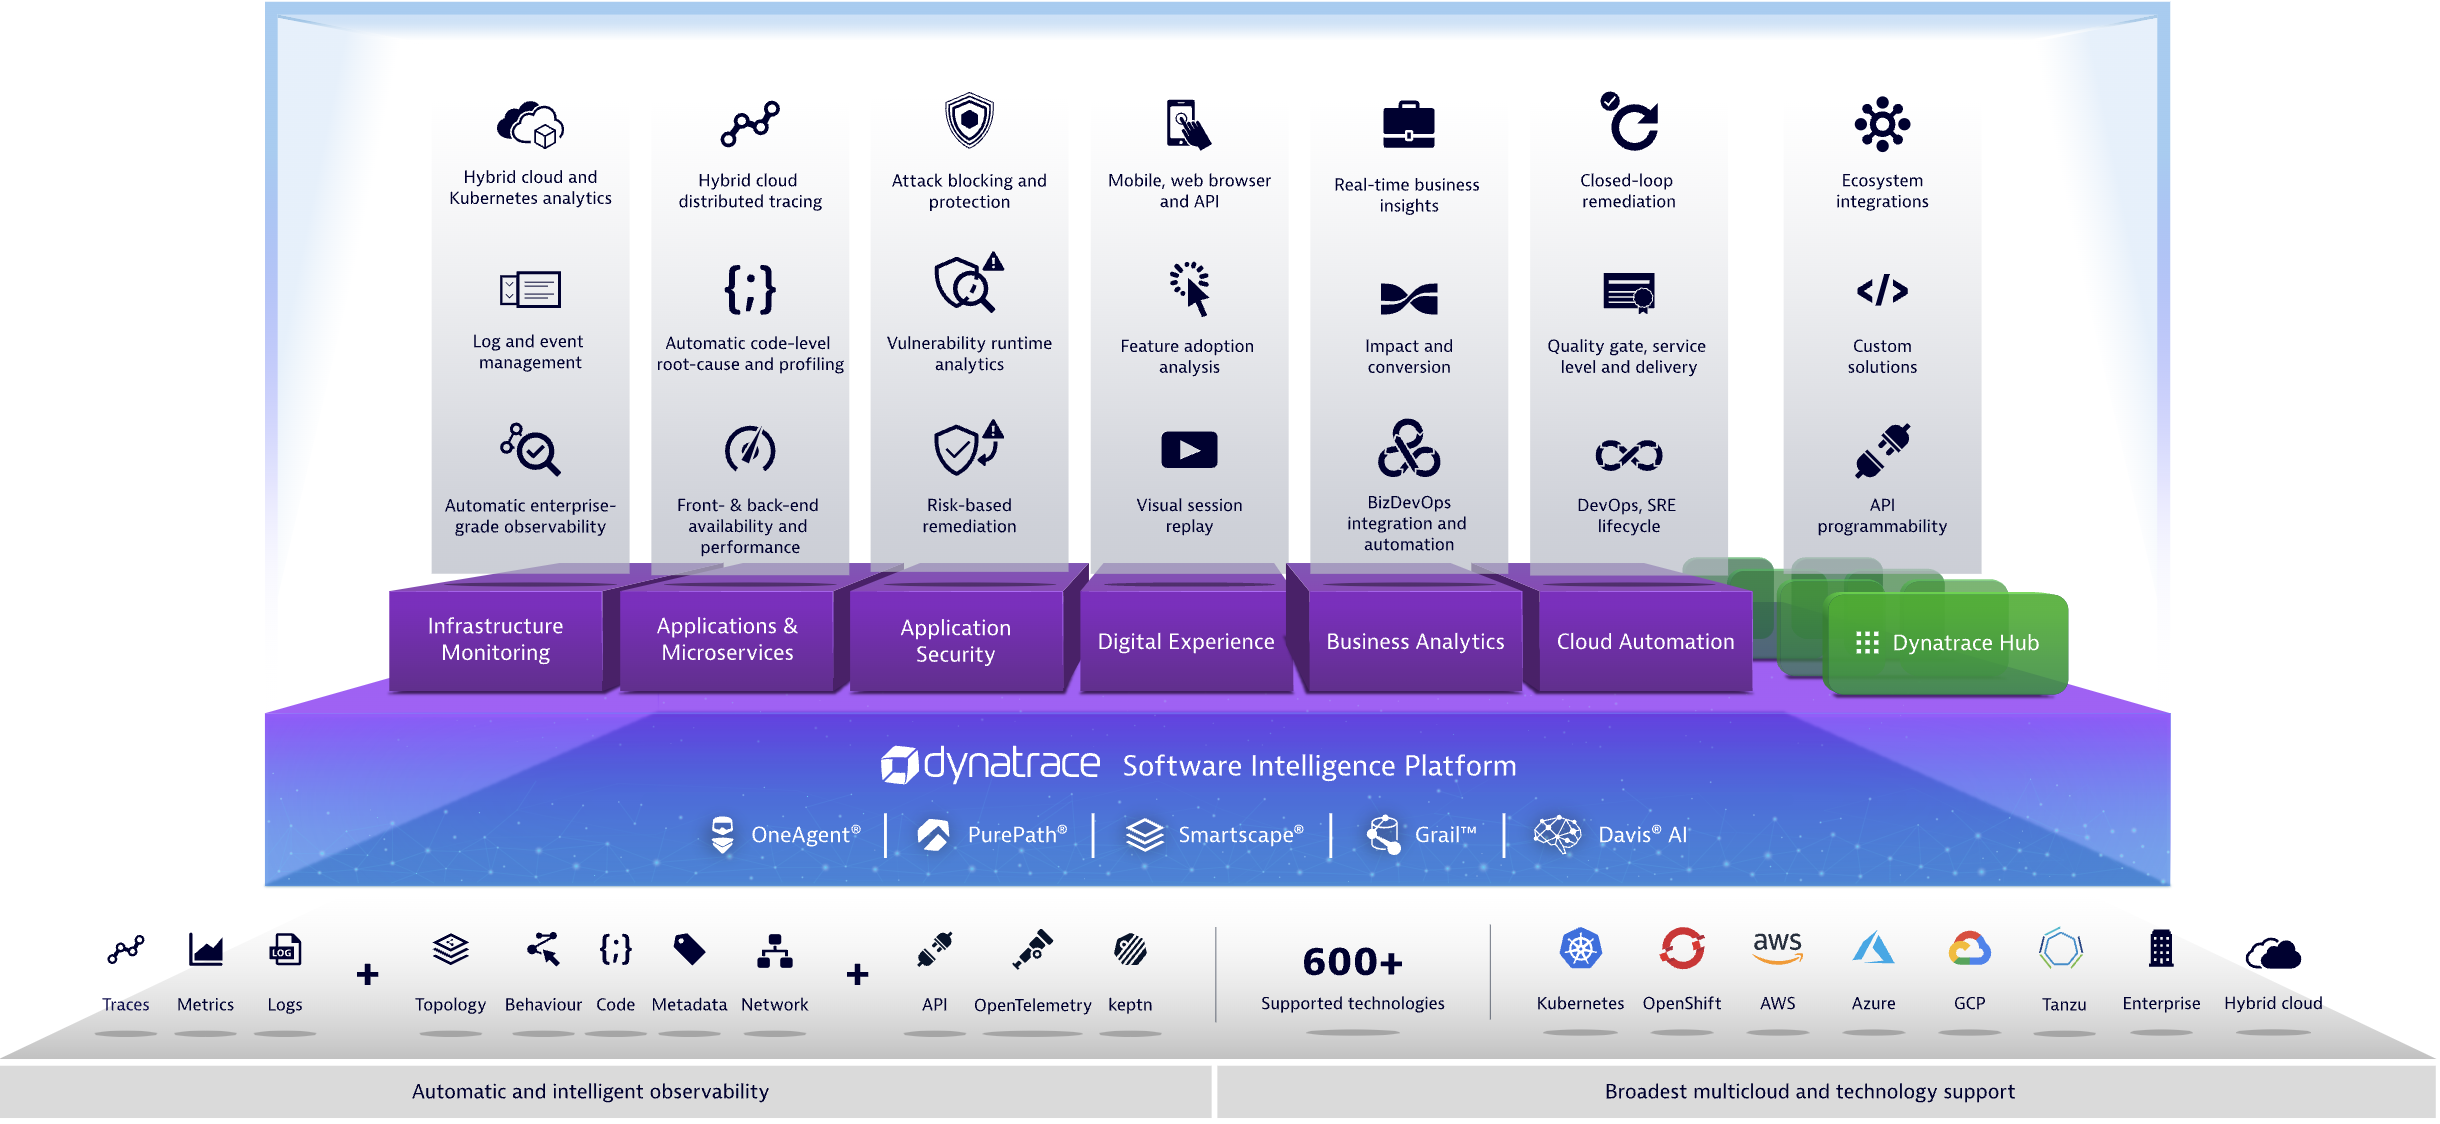 Hybrid cloud and
Kubernetes analytics
Hybrid cloud
distributed tracing
Attack blocking and
protection
Mobile, web browser
and API
Real-time business
insights
Closed-loop
remediation
Ecosystem
integrations
Log and event
management
Automatic code-level
root-cause and profiling
Vulnerability runtime
analytics
Feature adoption
analysis
Impact and
conversion
Quality gate, service
level and delivery
Custom
solutions
Automatic enterprise-
grade observability
Front- & back-end
availability and
performance
Risk-based
remediation
Visual session
replay
BizDevOps
integration and
automation
DevOps, SRE
lifecycle
API
programmability
Infrastructure
Monitoring
Applications &
Microservices
Application
Security
Digital Experience
Business Analytics
Cloud Automation
Dynatrace Hub
dynatrace Software Intelligence Platform
OneAgent®
PurePath®
Smartscape®
Grail™
Davis® AI
LOG
aws
Traces
Metrics
Logs
+
Topology
Behaviour
Code
Metadata
Network
+
API
OpenTelemetry
keptn
600+
Supported technologies
Kubernetes
OpenShift
AWS
Azure
GCP
Tanzu
Enterprise
Hybrid cloud
Automatic and intelligent observability
Broadest multicloud and technology support